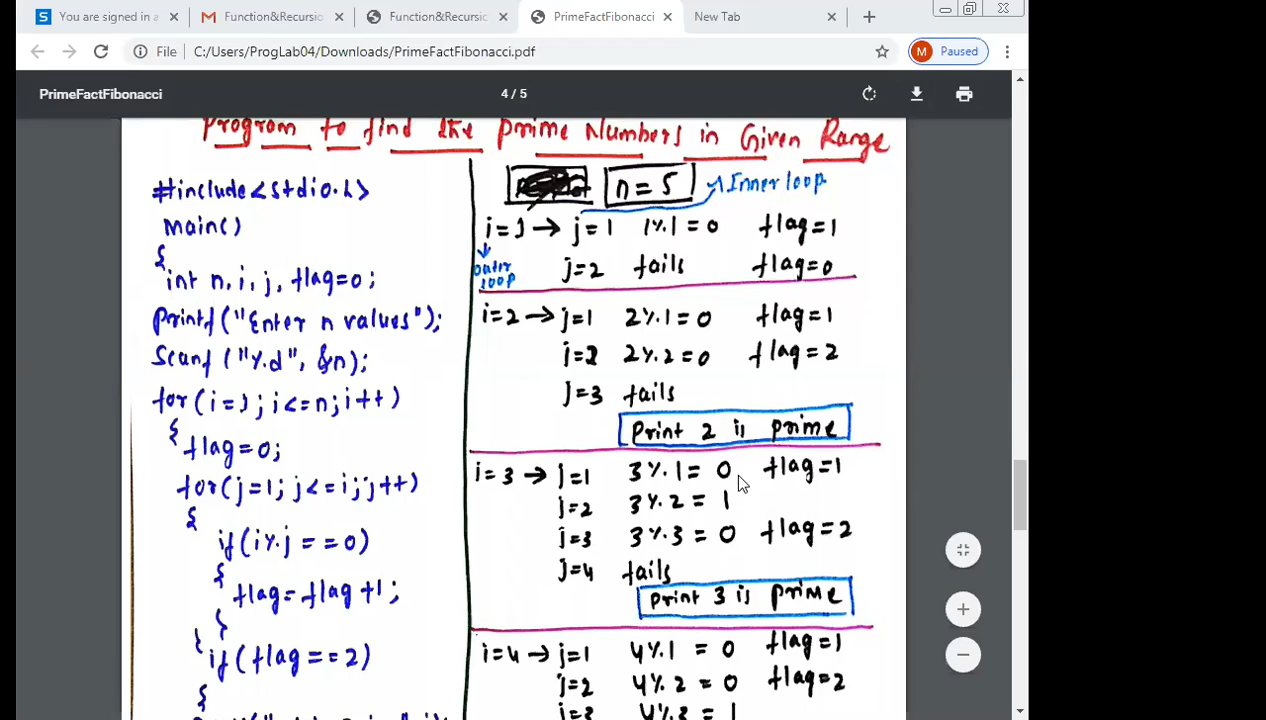 You are signed in a
Function&Recursio
Function&Recursio
PrimeFactFibonacci
New Tab
File C:/Users/ProgLab04/Downloads/PrimeFactFibonacci.pdf
M Paused
PrimeFactFibonacci
4 / 5
Program to find the Prime Numbers in Given Range
#include<stdio.h>
main()
{
int n, i, j, flag=0;
printf("Enter n values");
Scanf ("%d", &n);
for(i=1; i<=n; i++)
{
flag=0;
for(j=1; j<=i; j++)
{
if(i%j==0)
{
flag=flag+1;
}
}
if(flag==2)
{
n=5
Inner loop
i=1 → j=1 1%1=0 flag=1
outer loop
j=2 fails flag=0
i=2 → j=1 2%1=0 flag=1
j=2 2%2=0 flag=2
j=3 fails
Print 2 is prime
i=3 → j=1 3%1=0 flag=1
j=2 3%2=1
j=3 3%3=0 flag=2
j=4 fails
Print 3 is prime
i=4 → j=1 4%1=0 flag=1
j=2 4%2=0 flag=2
j=3 4%3=1